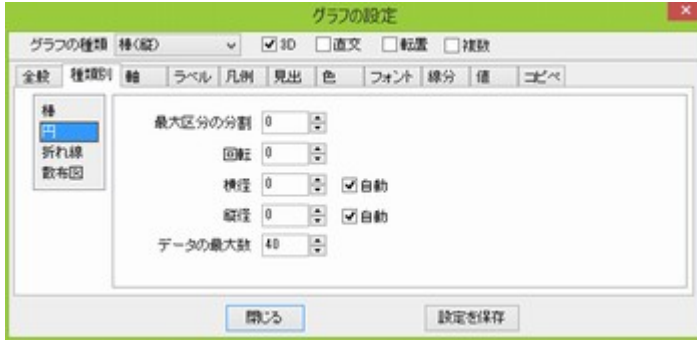 グラフの設定
グラフの種類 棒(縦) 3D 直交 転置 複数
全般 種類別 軸 ラベル 凡例 見出 色 フォント 線分 値 コピペ
棒
円
折れ線
散布図
最大区分の分割 0
回転 0
横径 0 自動
縦径 0 自動
データの最大数 40
閉じる 設定を保存